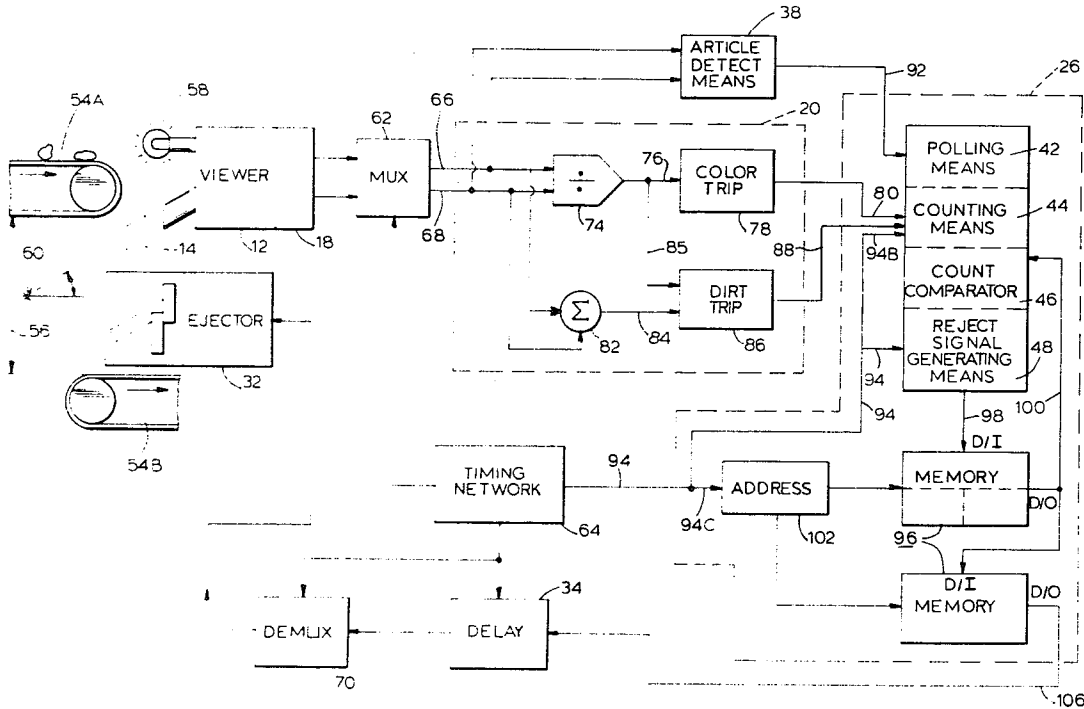 38
ARTICLE
DETECT
MEANS
92
26
54A
58
62
66
20
VIEWER
MUX
÷
74
76
COLOR
TRIP
78
80
POLLING
MEANS
42
COUNTING
MEANS
44
68
12
18
14
60
85
88
94B
COUNT
COMPARATOR
46
DIRT
TRIP
86
Σ
82
84
EJECTOR
32
56
REJECT
SIGNAL
GENERATING
MEANS
48
94
94
98
100
54B
D/I
MEMORY
D/O
TIMING
NETWORK
64
94
94C
ADDRESS
102
96
D/I
MEMORY
D/O
34
DEMUX
70
DELAY
106